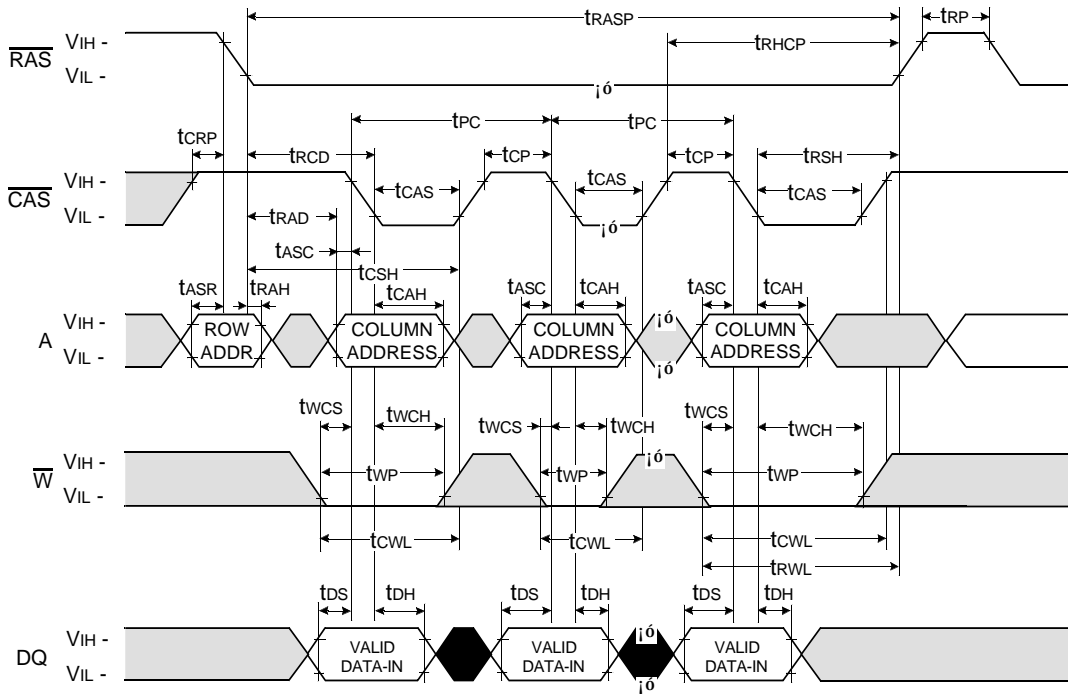 tRASP tRP
RAS VIH - tRHCP
VIL - ¡ó
tCRP tPC tPC
tRCD tCP tCP tRSH
CAS VIH - tCAS tCAS tCAS
VIL - tRAD ¡ó
tASC tCSH
tASR tRAH tCAH tASC tCAH tASC tCAH
A VIH - ROW COLUMN COLUMN ¡ó COLUMN
VIL - ADDR ADDRESS ADDRESS ¡ó ADDRESS
tWCS tWCH tWCS tWCH tWCS tWCH
W VIH - tWP tWP ¡ó tWP
VIL -
tCWL tCWL tCWL
tRWL
tDS tDH tDS tDH tDS tDH
DQ VIH - VALID VALID ¡ó VALID
VIL - DATA-IN DATA-IN ¡ó DATA-IN